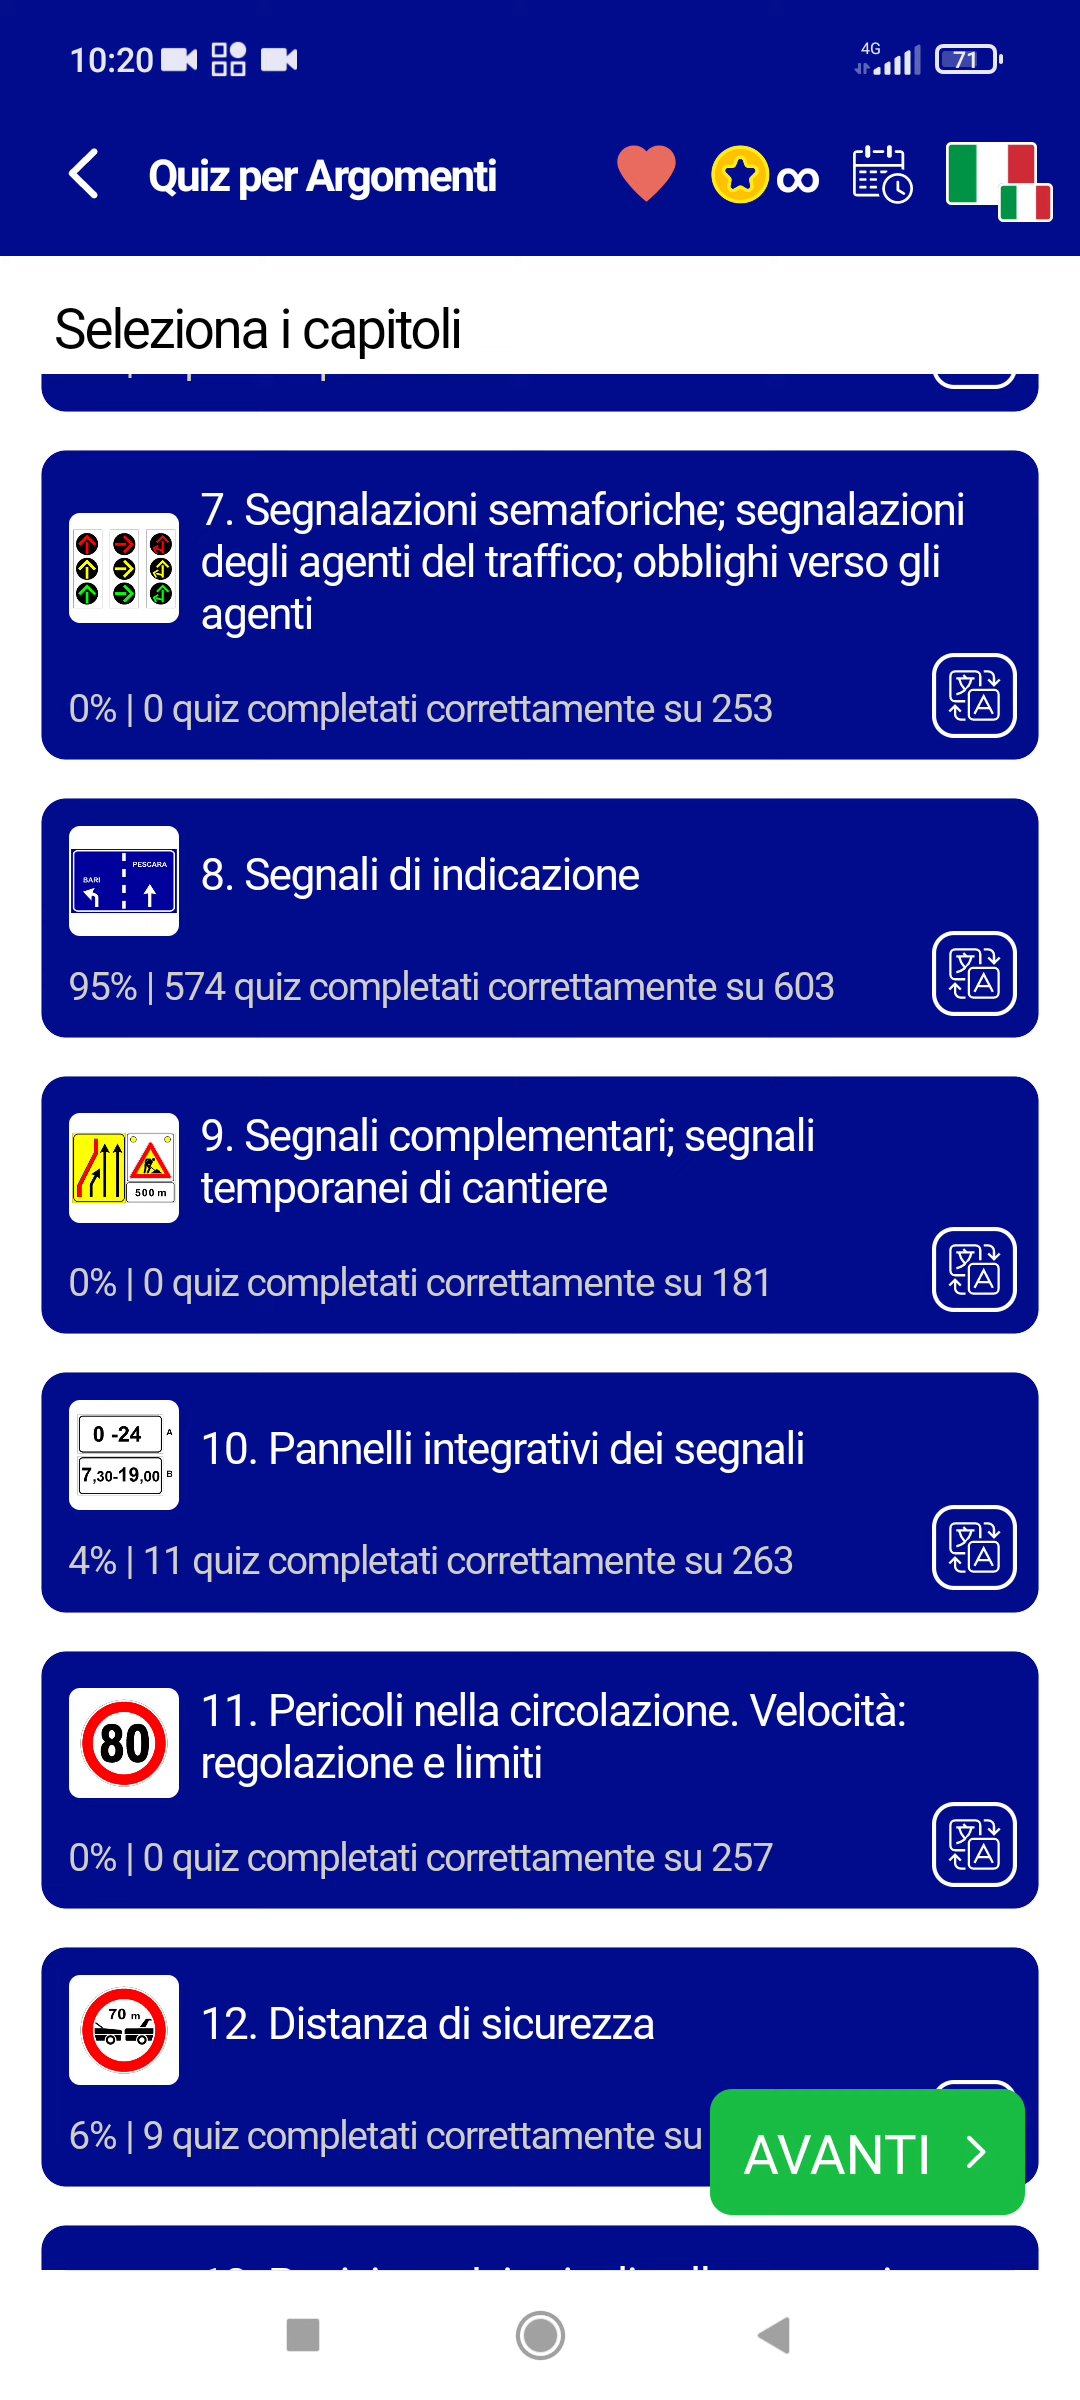 10:20
4G
71
Quiz per Argomenti
∞
Seleziona i capitoli
7. Segnalazioni semaforiche; segnalazioni
degli agenti del traffico; obblighi verso gli
agenti
0% | 0 quiz completati correttamente su 253
BARI
PESCARA
8. Segnali di indicazione
95% | 574 quiz completati correttamente su 603
500 m
9. Segnali complementari; segnali
temporanei di cantiere
0% | 0 quiz completati correttamente su 181
0 -24 A
7,30-19,00 B
10. Pannelli integrativi dei segnali
4% | 11 quiz completati correttamente su 263
80
11. Pericoli nella circolazione. Velocità:
regolazione e limiti
0% | 0 quiz completati correttamente su 257
70 m
12. Distanza di sicurezza
6% | 9 quiz completati correttamente su
AVANTI